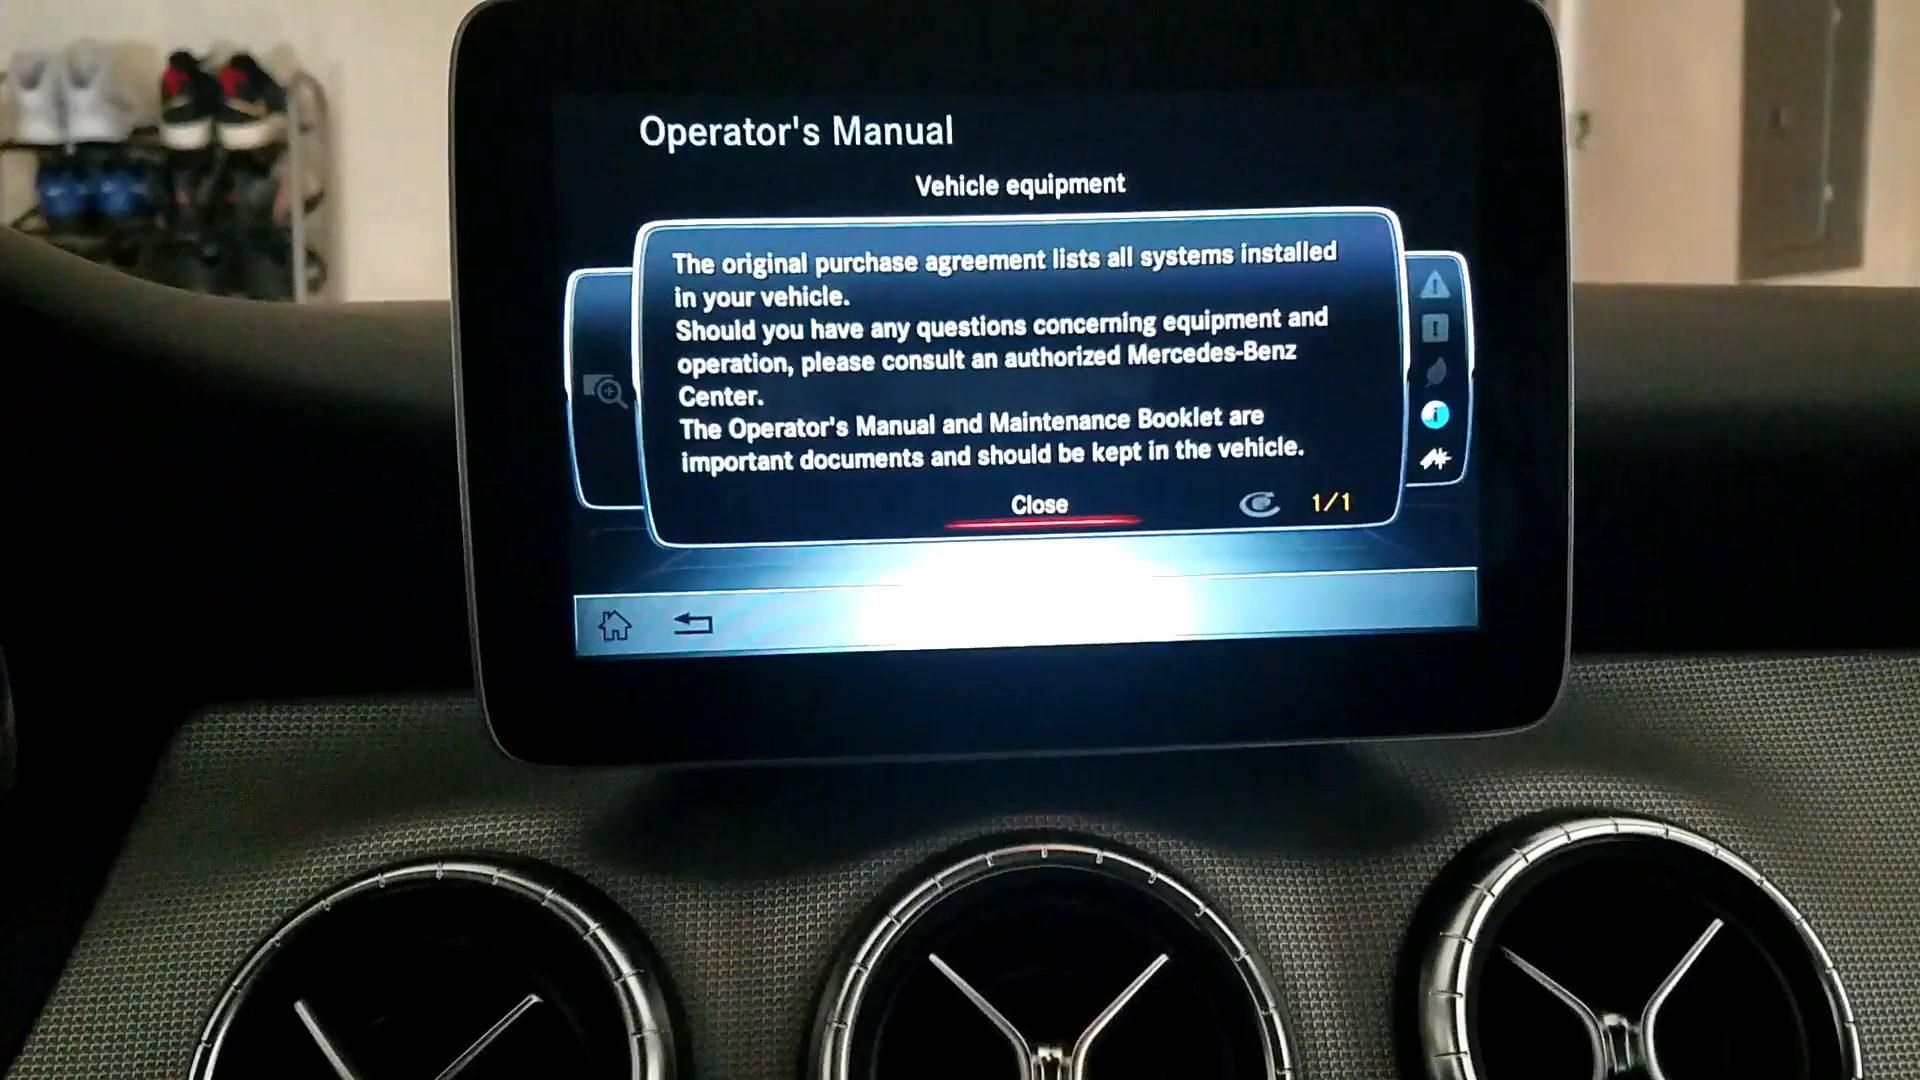 Operator's Manual
Vehicle equipment
The original purchase agreement lists all systems installed
in your vehicle.
Should you have any questions concerning equipment and
operation, please consult an authorized Mercedes-Benz
Center.
The Operator's Manual and Maintenance Booklet are
important documents and should be kept in the vehicle.
Close
1/1